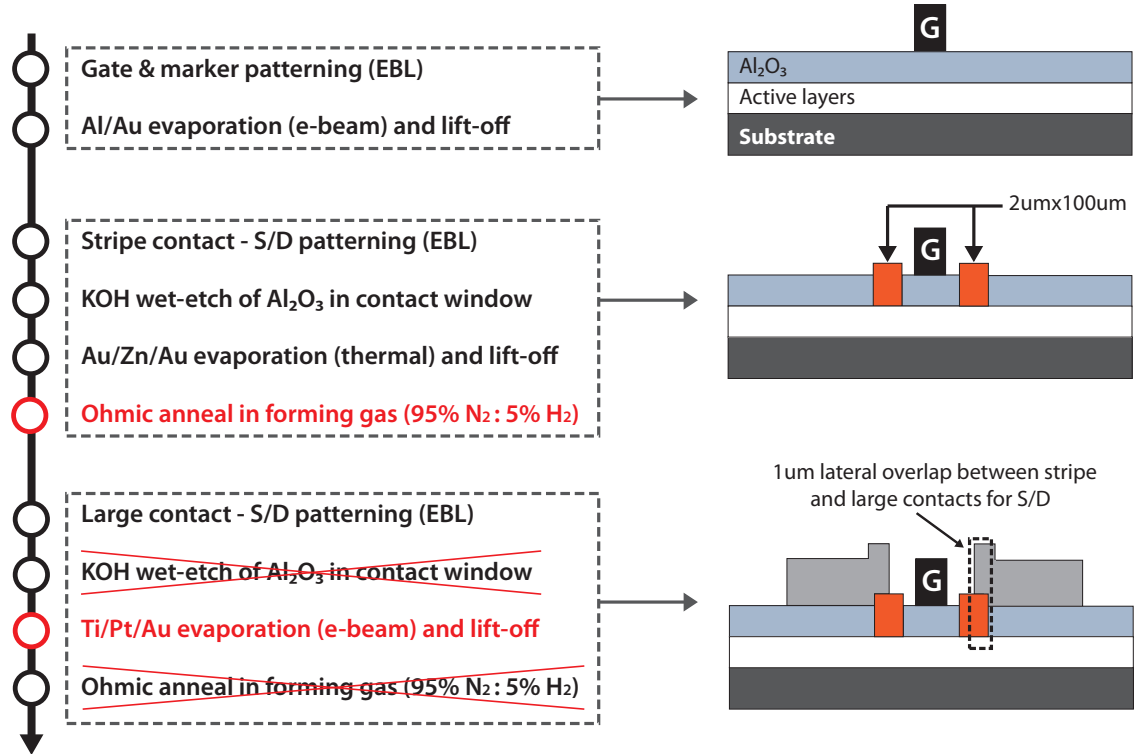 Gate & marker patterning (EBL)
Al/Au evaporation (e-beam) and lift-off
G
Al₂O₃
Active layers
Substrate
Stripe contact - S/D patterning (EBL)
KOH wet-etch of Al₂O₃ in contact window
Au/Zn/Au evaporation (thermal) and lift-off
Ohmic anneal in forming gas (95% N₂ : 5% H₂)
2umx100um
G
Large contact - S/D patterning (EBL)
KOH wet-etch of Al₂O₃ in contact window
Ti/Pt/Au evaporation (e-beam) and lift-off
Ohmic anneal in forming gas (95% N₂ : 5% H₂)
1um lateral overlap between stripe
and large contacts for S/D
G